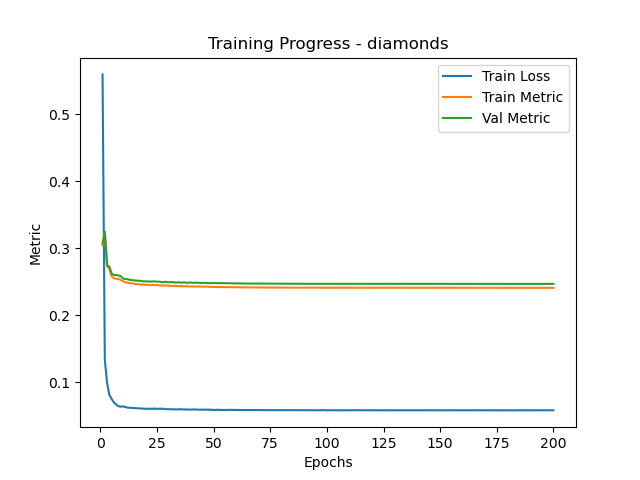 Training Progress - diamonds
Train Loss
Train Metric
Val Metric
0.5
0.4
0.3
0.2
0.1
Metric
0 25 50 75 100 125 150 175 200
Epochs